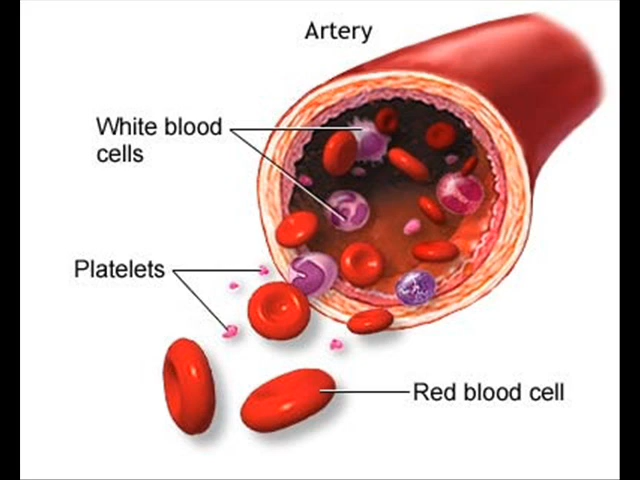 Artery
White blood
cells
Platelets
Red blood cell